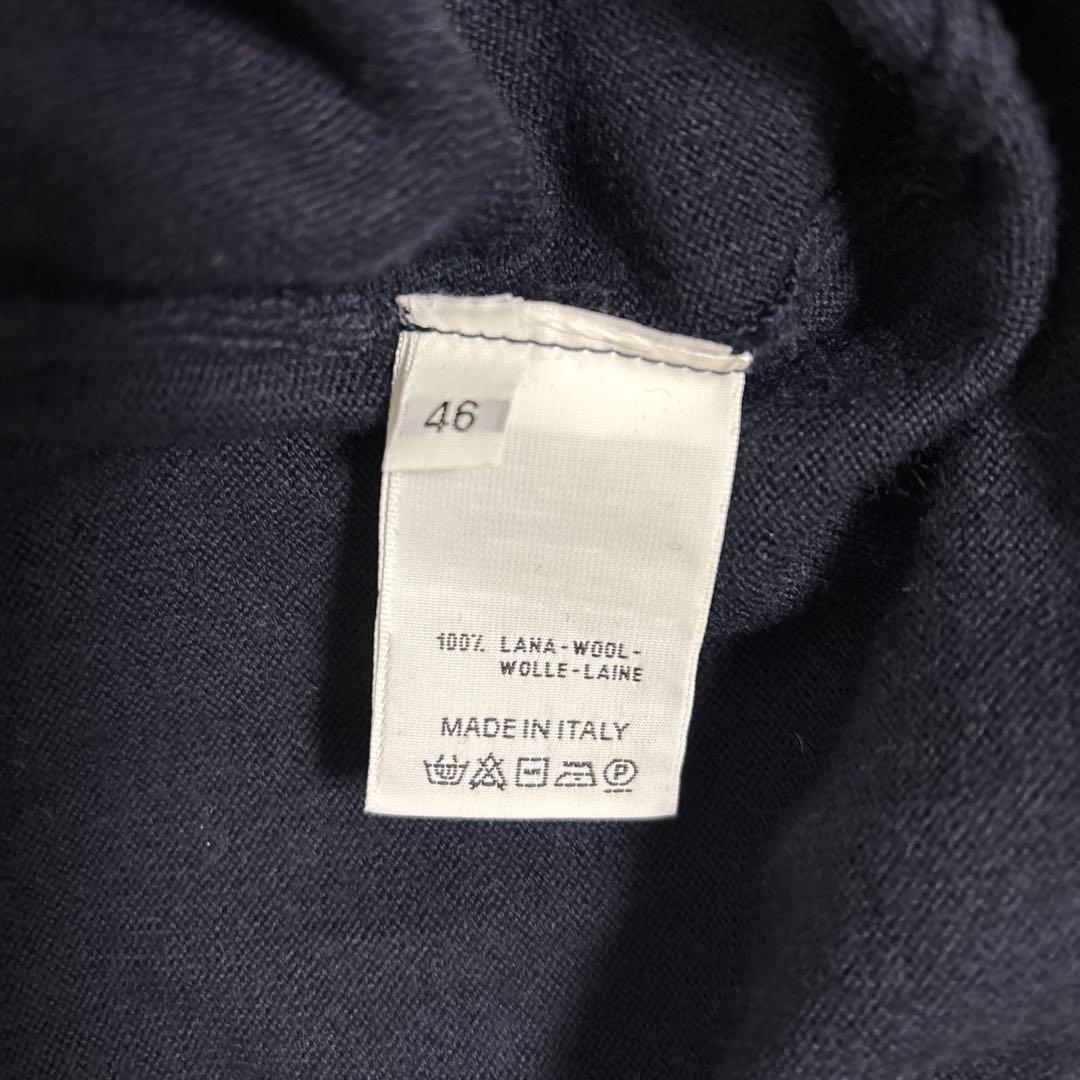 46
100% LANA-WOOL-
WOLLE-LAINE
MADE IN ITALY
P